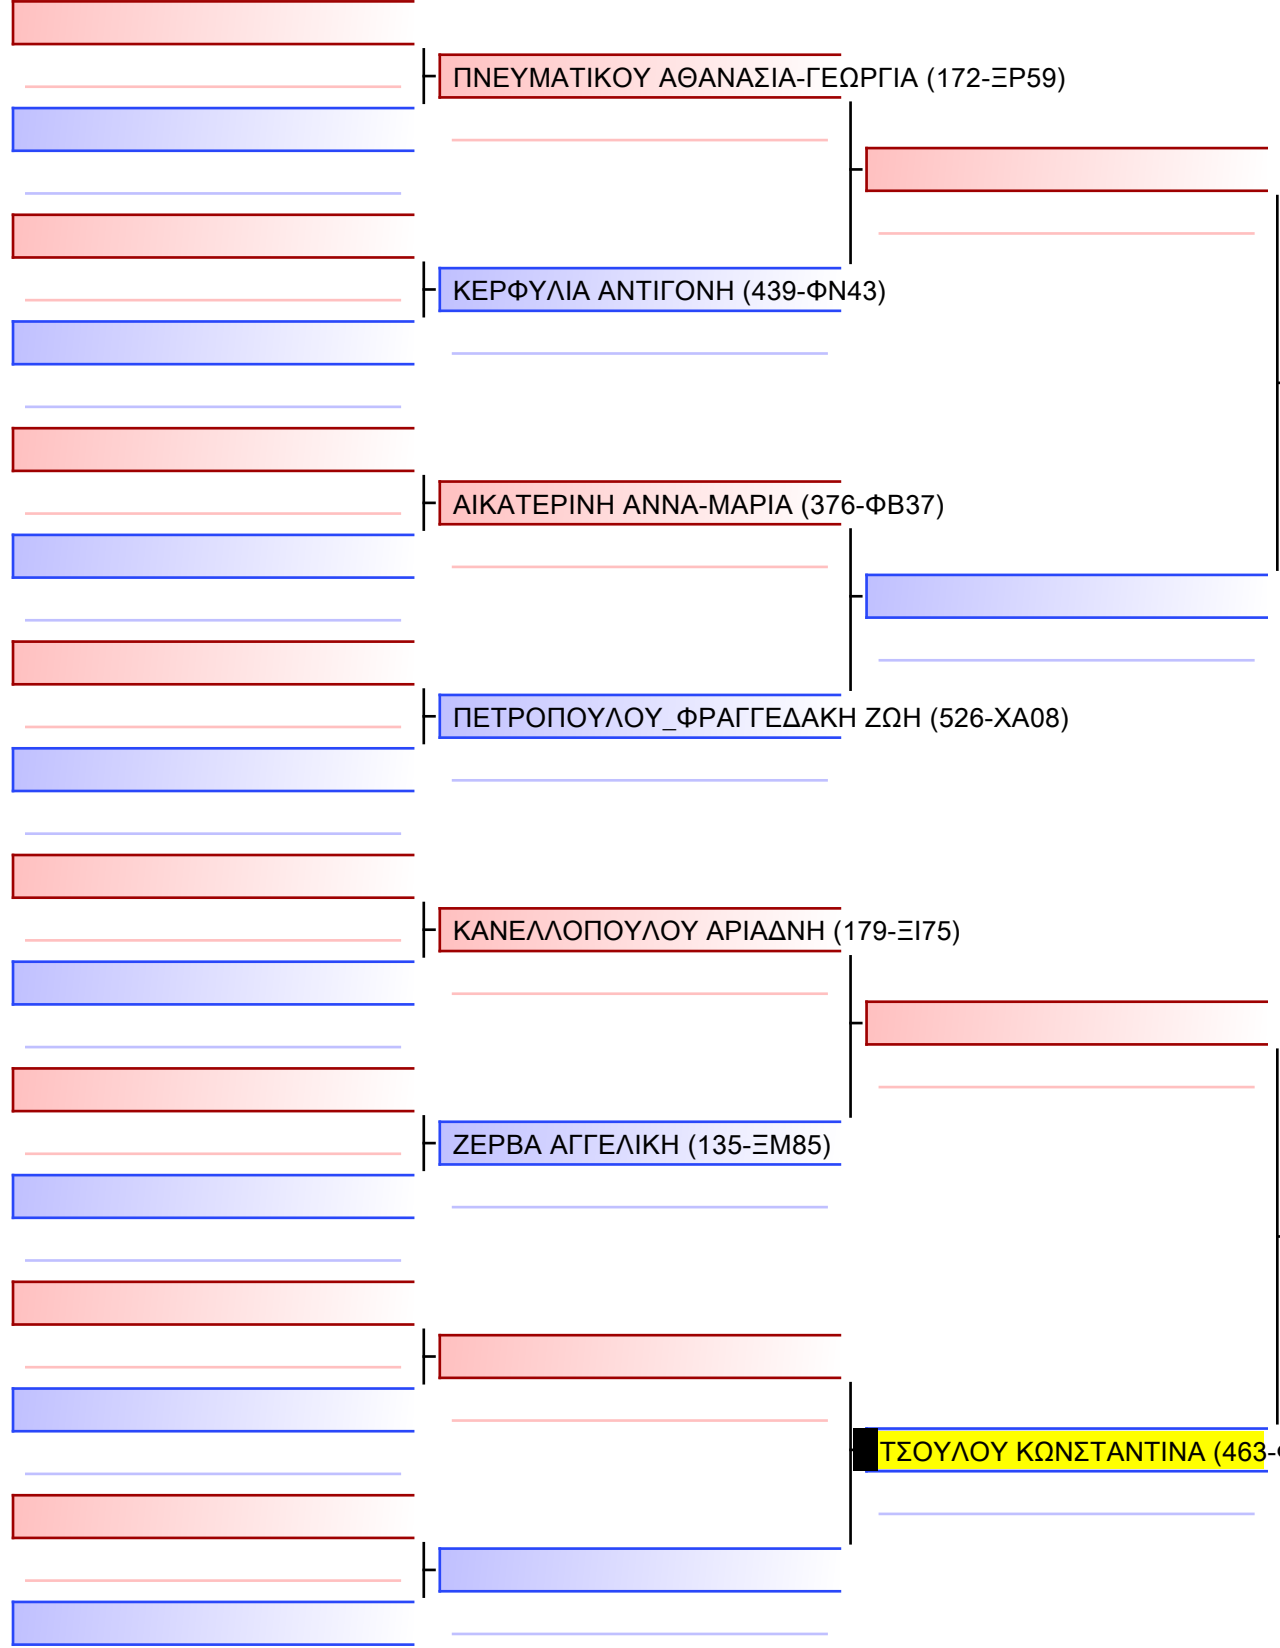 ΠΝΕΥΜΑΤΙΚΟΥ ΑΘΑΝΑΣΙΑ-ΓΕΩΡΓΙΑ (172-ΞΡ59)
ΚΕΡΦΥΛΙΑ ΑΝΤΙΓΟΝΗ (439-ΦΝ43)
ΑΙΚΑΤΕΡΙΝΗ ΑΝΝΑ-ΜΑΡΙΑ (376-ΦΒ37)
ΠΕΤΡΟΠΟΥΛΟΥ_ΦΡΑΓΓΕΔΑΚΗ ΖΩΗ (526-ΧΑ08)
ΚΑΝΕΛΛΟΠΟΥΛΟΥ ΑΡΙΑΔΝΗ (179-ΞΙ75)
ΖΕΡΒΑ ΑΓΓΕΛΙΚΗ (135-ΞΜ85)
ΤΣΟΥΛΟΥ ΚΩΝΣΤΑΝΤΙΝΑ (463-